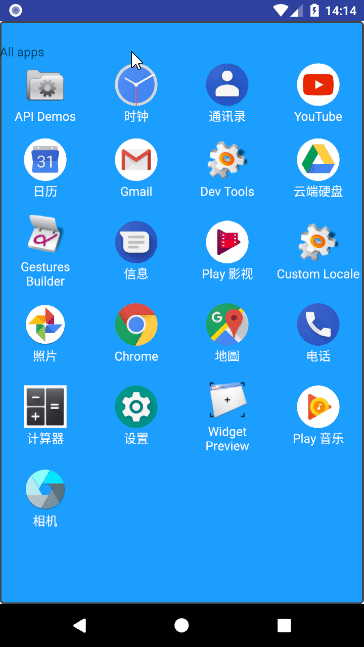 14:14
All apps
API Demos
时钟
通讯录
YouTube
31
日历
Gmail
Dev Tools
云端硬盘
Gestures
Builder
信息
Play 影视
Custom Locale
照片
Chrome
G
地圖
电话
计算器
设置
Widget
Preview
Play 音乐
相机